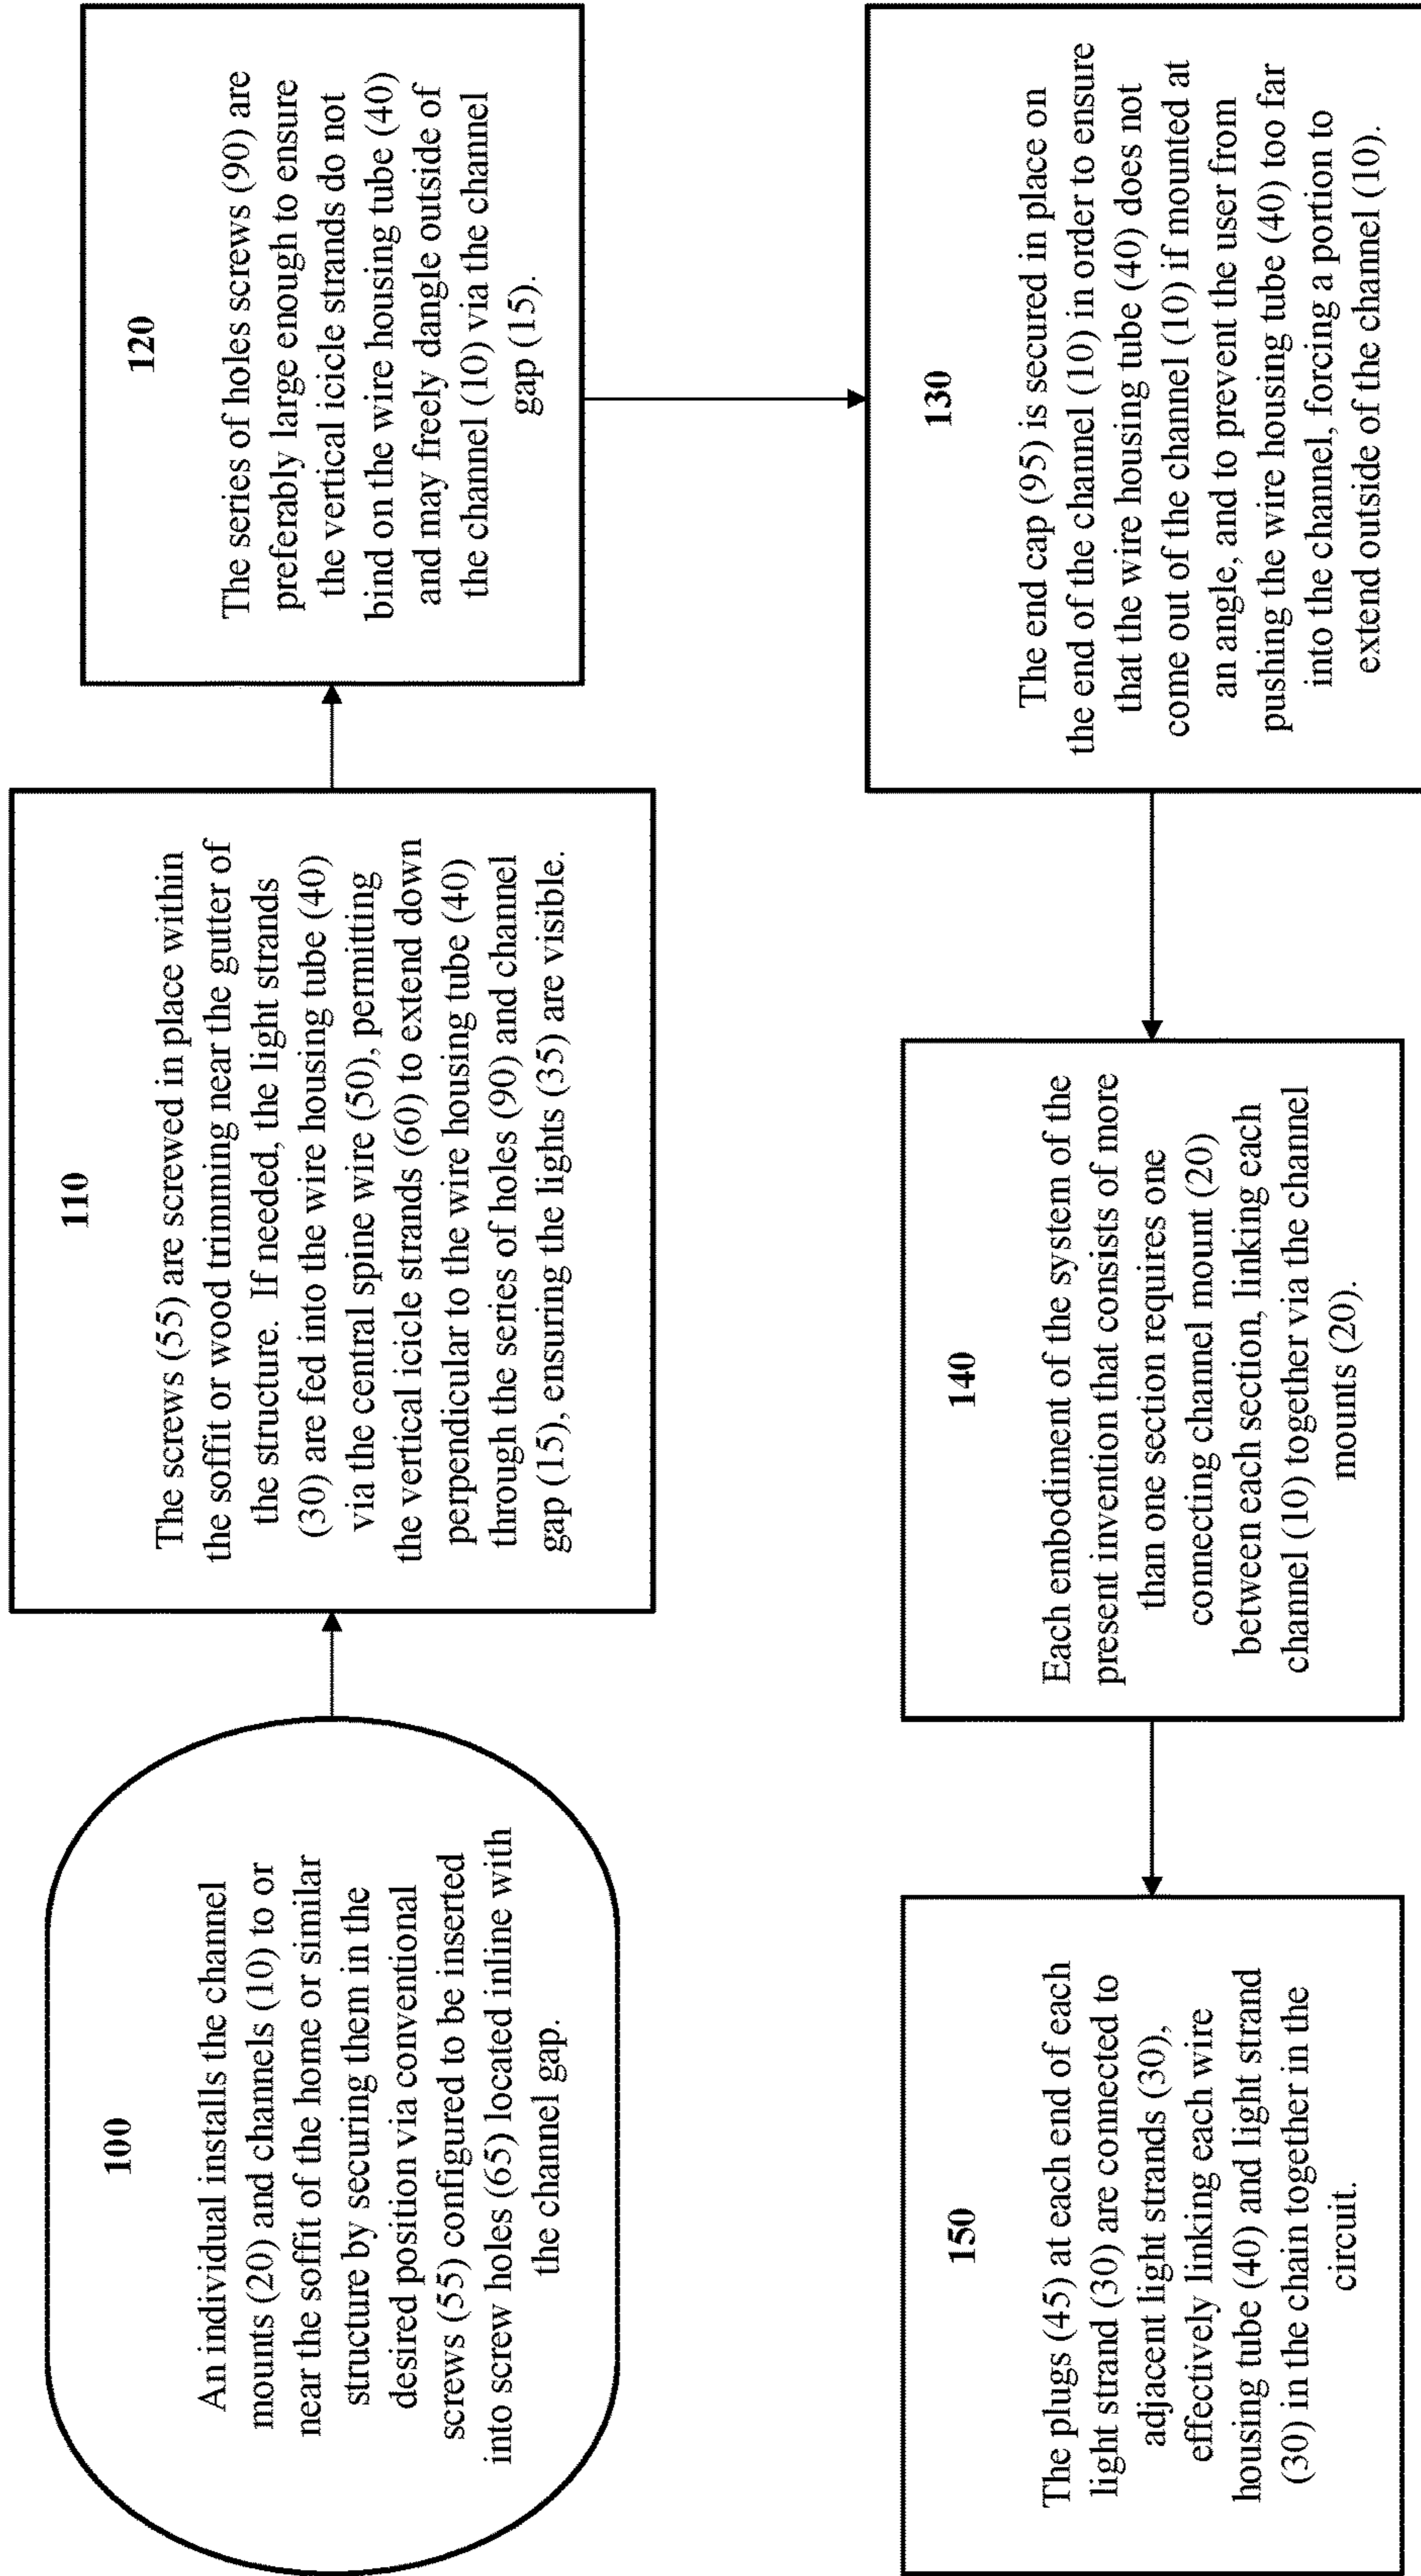 100
An individual installs the channel
mounts (20) and channels (10) to or
near the soffit of the home or similar
structure by securing them in the
desired position via conventional
screws (55) configured to be inserted
into screw holes (65) located inline with
the channel gap.
110
The screws (55) are screwed in place within
the soffit or wood trimming near the gutter of
the structure. If needed, the light strands
(30) are fed into the wire housing tube (40)
via the central spine wire (50), permitting
the vertical icicle strands (60) to extend down
perpendicular to the wire housing tube (40)
through the series of holes (90) and channel
gap (15), ensuring the lights (35) are visible.
120
The series of holes screws (90) are
preferably large enough to ensure
the vertical icicle strands do not
bind on the wire housing tube (40)
and may freely dangle outside of
the channel (10) via the channel
gap (15).
130
The end cap (95) is secured in place on
the end of the channel (10) in order to ensure
that the wire housing tube (40) does not
come out of the channel (10) if mounted at
an angle, and to prevent the user from
pushing the wire housing tube (40) too far
into the channel, forcing a portion to
extend outside of the channel (10).
140
Each embodiment of the system of the
present invention that consists of more
than one section requires one
connecting channel mount (20)
between each section, linking each
channel (10) together via the channel
mounts (20).
150
The plugs (45) at each end of each
light strand (30) are connected to
adjacent light strands (30),
effectively linking each wire
housing tube (40) and light strand
(30) in the chain together in the
circuit.